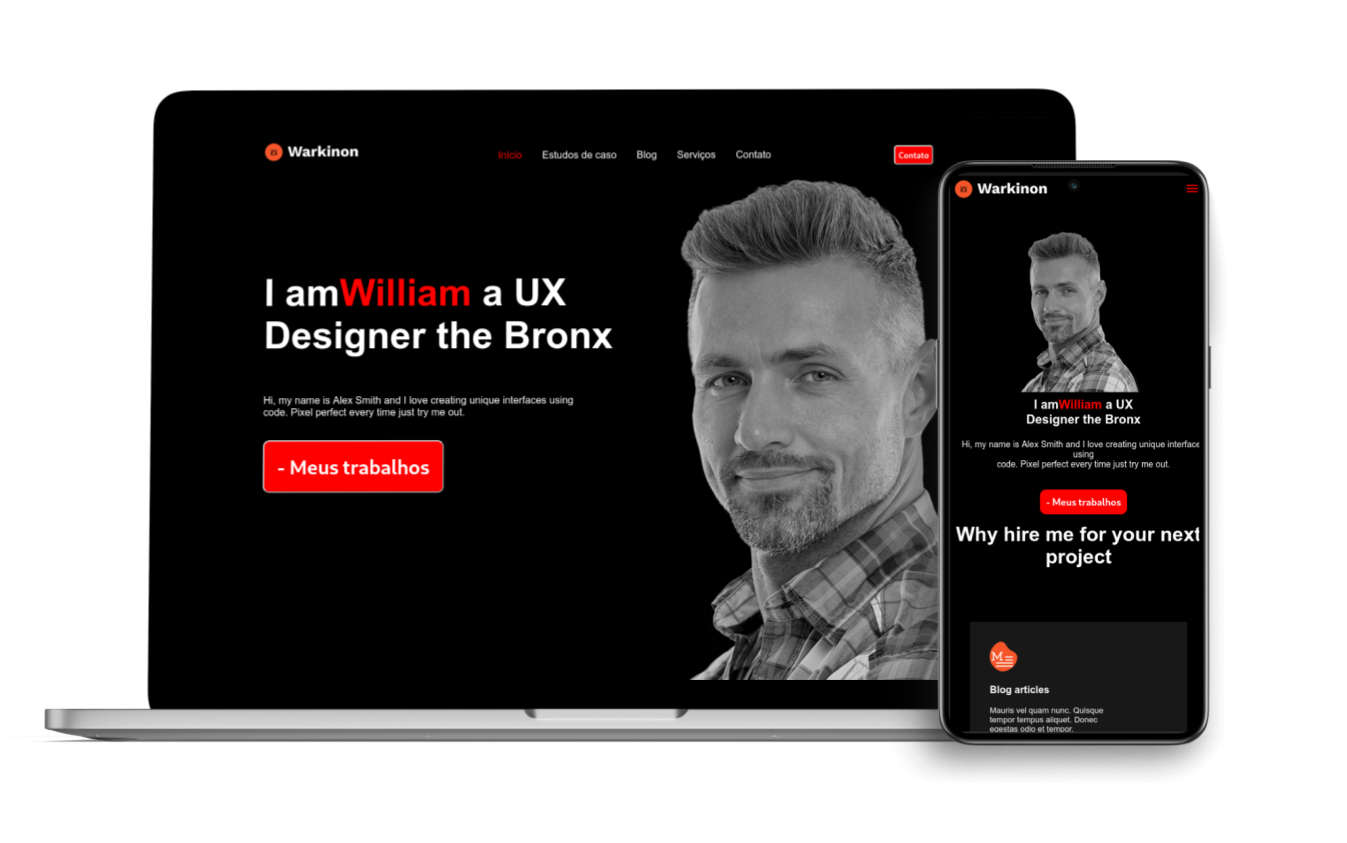 Warkinon
Início
Estudos de caso
Blog
Serviços
Contato
Contato
I amWilliam a UX
Designer the Bronx
Hi, my name is Alex Smith and I love creating unique interfaces using
code. Pixel perfect every time just try me out.
- Meus trabalhos
Warkinon
I amWilliam a UX
Designer the Bronx
Hi, my name is Alex Smith and I love creating unique interface
using
code. Pixel perfect every time just try me out.
- Meus trabalhos
Why hire me for your next
project
M
Blog articles
Mauris vel quam nunc. Quisque
tempor tempus aliquet. Donec
egestas odio et tempor.